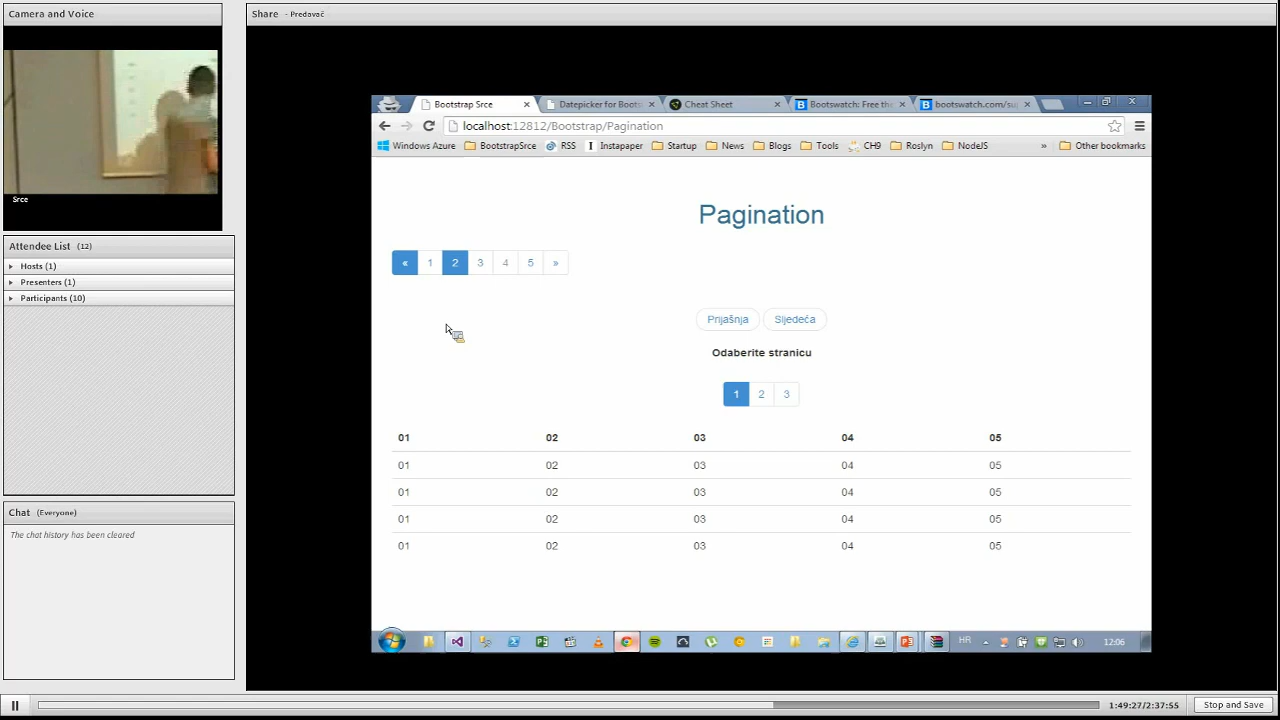 Camera and Voice
Srce
Attendee List (12)
Hosts (1)
Presenters (1)
Participants (10)
Chat (Everyone)
The chat history has been cleared
Share - Predavač
Bootstrap Srce
Datepicker for Boots
Cheat Sheet
Bootswatch: Free the
bootswatch.com/su
localhost:12812/Bootstrap/Pagination
Windows Azure BootstrapSrce RSS Instapaper Startup News Blogs Tools CH9 Roslyn NodeJS » Other bookmarks
Pagination
« 1 2 3 4 5 »
Prijašnja Sljedeća
Odaberite stranicu
1 2 3
01 02 03 04 05
01 02 03 04 05
01 02 03 04 05
01 02 03 04 05
01 02 03 04 05
HR 12:06
1:49:27/2:37:55 Stop and Save